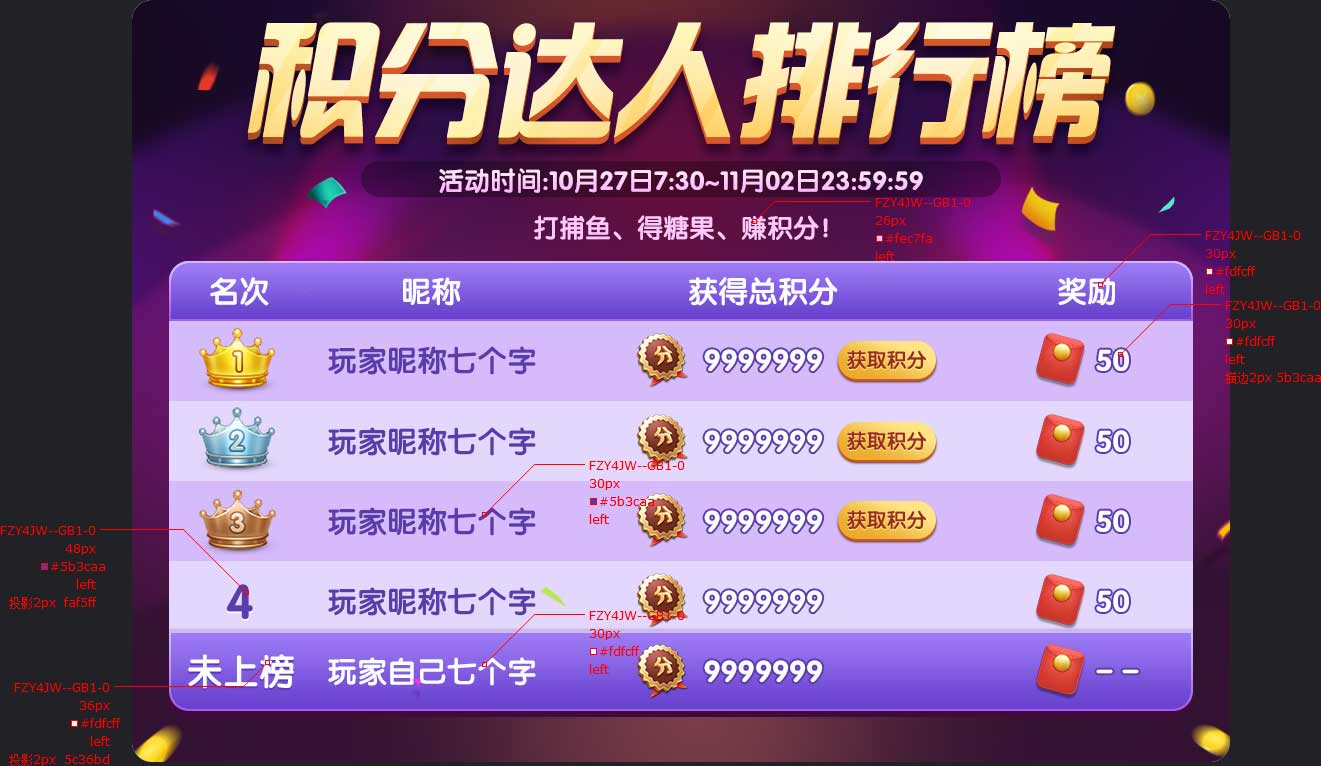 积分达人排行榜
活动时间:10月27日7:30~11月02日23:59:59
打捕鱼、得糖果、赚积分!
FZY4JW--GB1-0
26px
#fec7fa
left
FZY4JW--GB1-0
30px
#fdfcff
left
名次 昵称 获得总积分 奖励
FZY4JW--GB1-0
30px
#fdfcff
left
描边2px 5b3caa
1 玩家昵称七个字 分 9999999 获取积分 50
2 玩家昵称七个字 分 9999999 获取积分 50
FZY4JW--GB1-0
30px
#5b3caa
left
3 玩家昵称七个字 分 9999999 获取积分 50
FZY4JW--GB1-0
48px
#5b3caa
left
投影2px faf5ff
4 玩家昵称七个字 分 9999999 50
FZY4JW--GB1-0
30px
#fdfcff
left
未上榜 玩家自己七个字 分 9999999 --
FZY4JW--GB1-0
36px
#fdfcff
left
投影2px 5c36bd